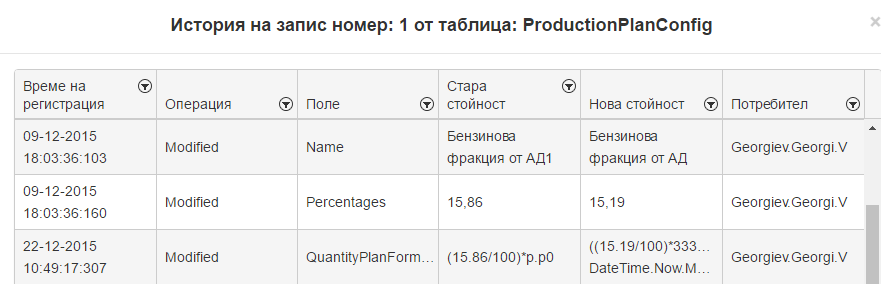 История на запис номер: 1 от таблица: ProductionPlanConfig
×
Време на
регистрация
Операция
Поле
Стара
стойност
Нова стойност
Потребител
09-12-2015
18:03:36:103
Modified
Name
Бензинова
фракция от АД1
Бензинова
фракция от АД
Georgiev.Georgi.V
09-12-2015
18:03:36:160
Modified
Percentages
15,86
15,19
Georgiev.Georgi.V
22-12-2015
10:49:17:307
Modified
QuantityPlanForm…
(15.86/100)*p.p0
((15.19/100)*333…
DateTime.Now.M…
Georgiev.Georgi.V